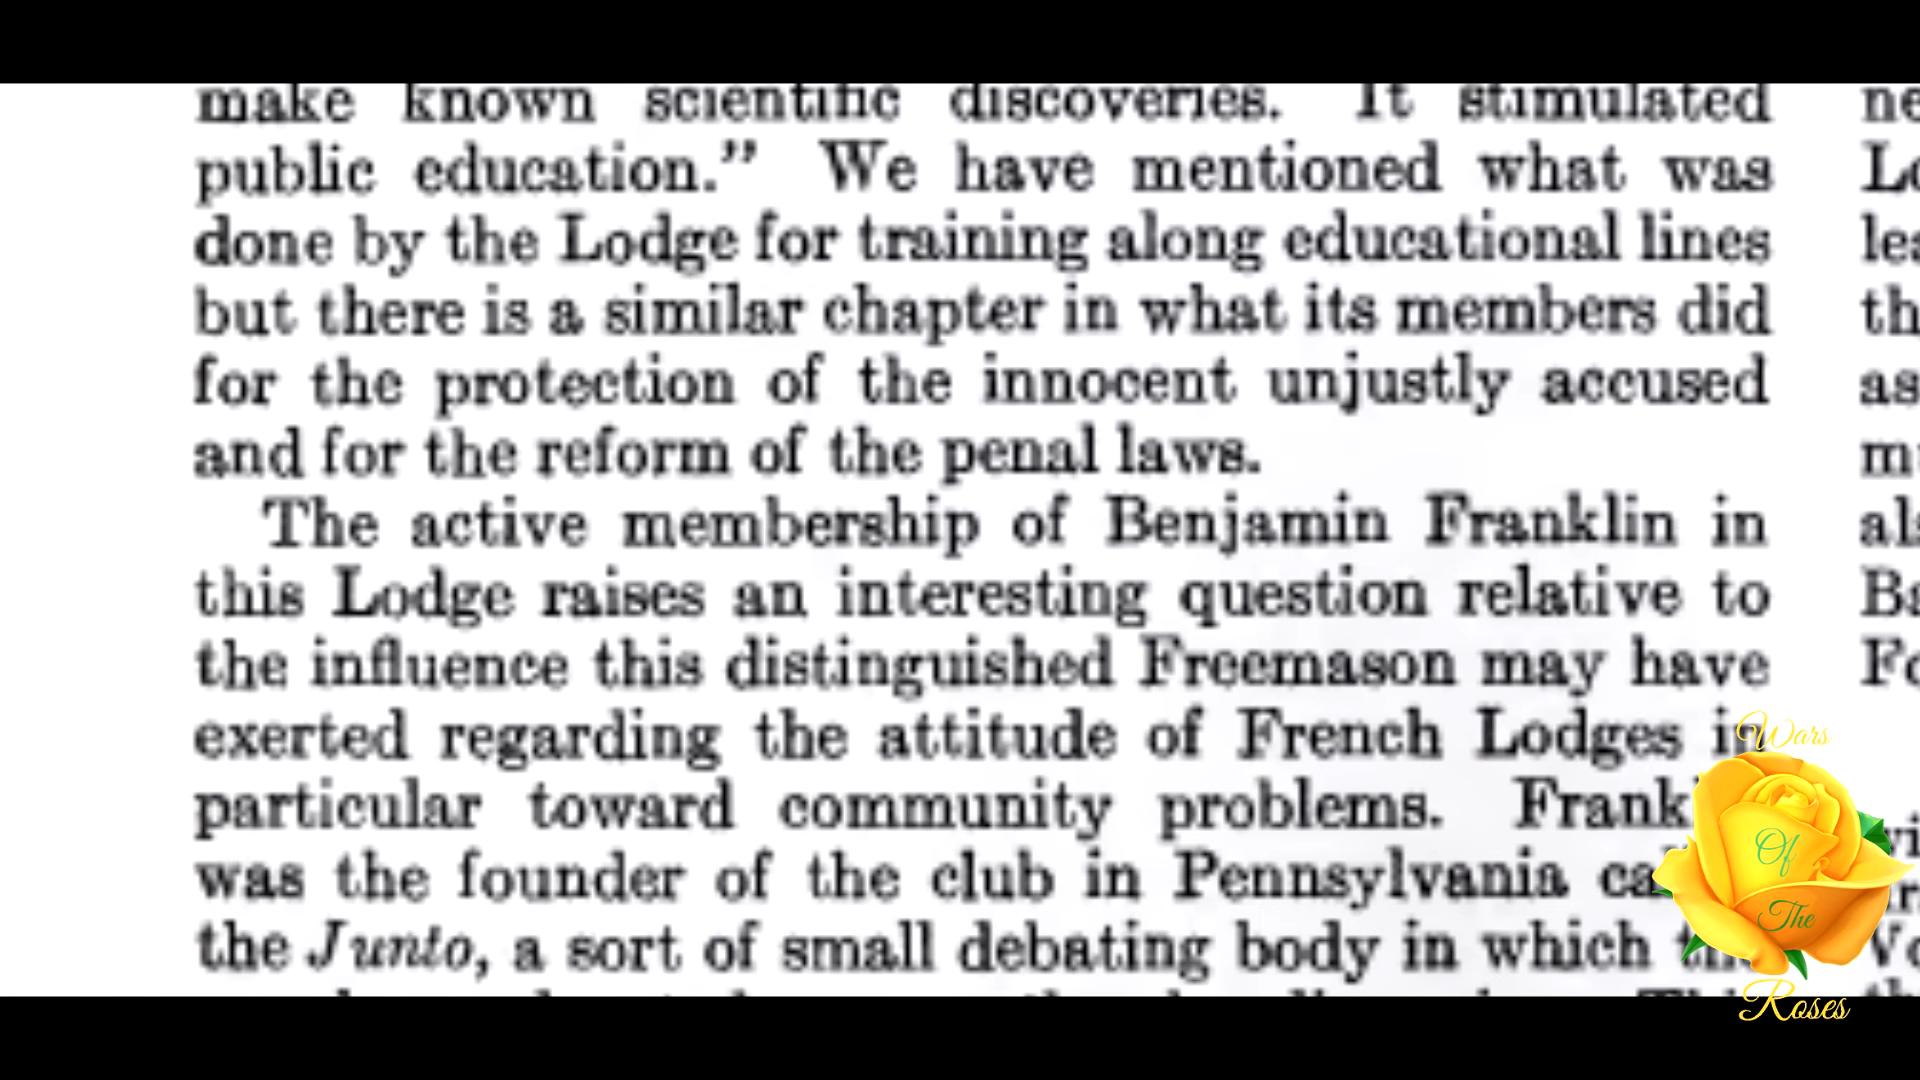 make known scientific discoveries. It stimulated
public education.” We have mentioned what was
done by the Lodge for training along educational lines
but there is a similar chapter in what its members did
for the protection of the innocent unjustly accused
and for the reform of the penal laws.
The active membership of Benjamin Franklin in
this Lodge raises an interesting question relative to
the influence this distinguished Freemason may have
exerted regarding the attitude of French Lodges in
particular toward community problems.
was the founder of the club in Pennsylvania
the Junto, a sort of small debating body in which
Wars
Of
The
Roses